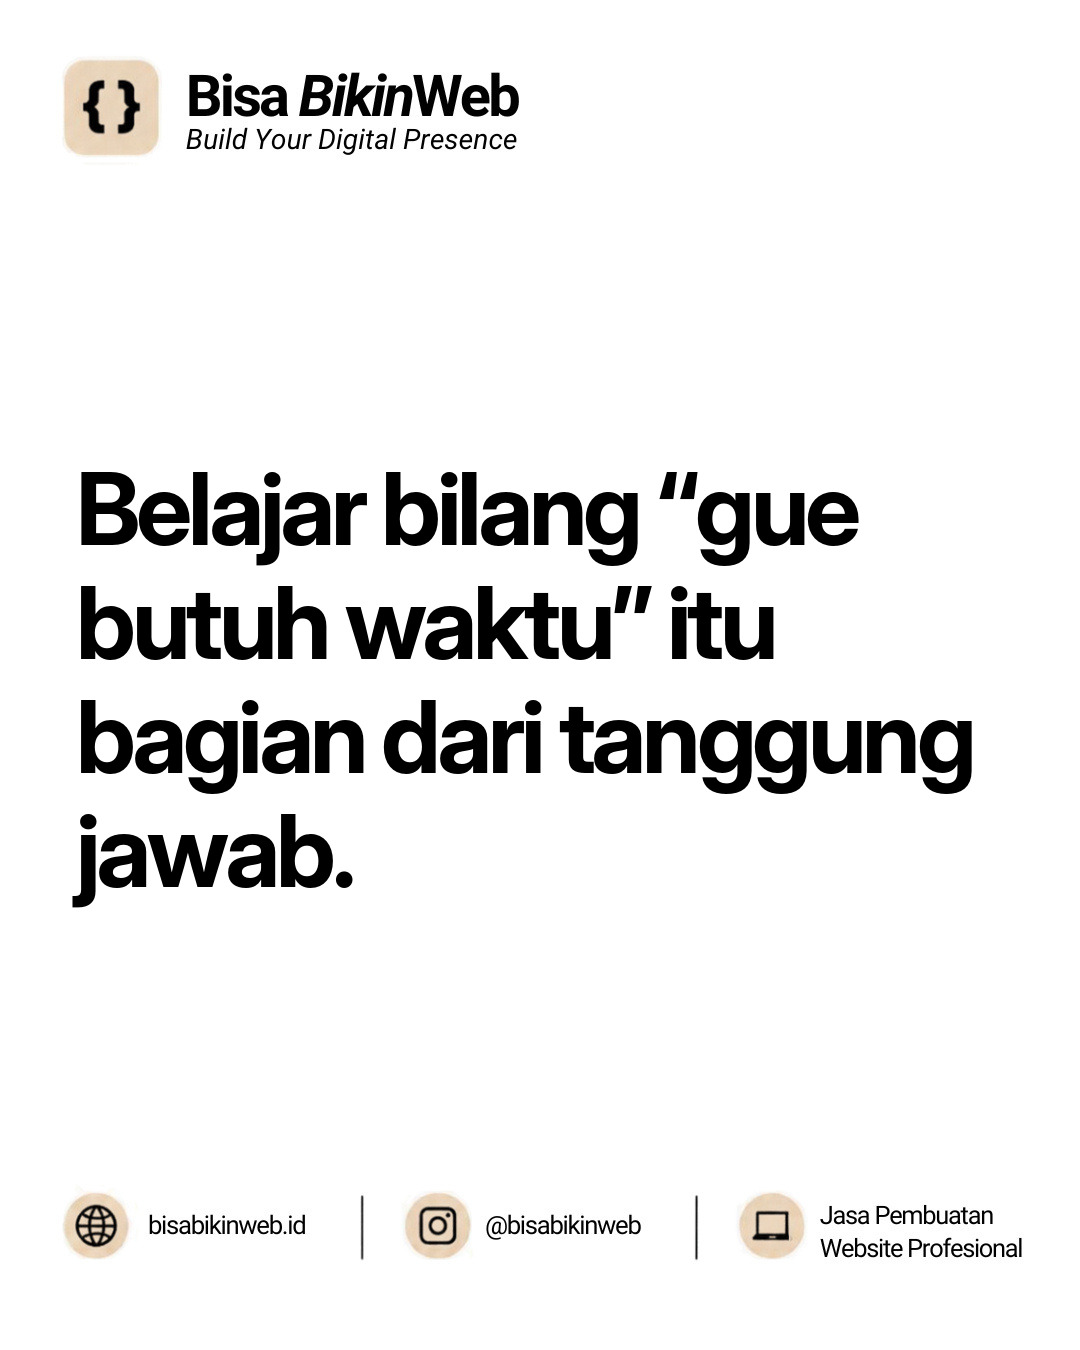 Bisa BikinWeb
Build Your Digital Presence
Belajar bilang “gue
butuh waktu” itu
bagian dari tanggung
jawab.
bisabikinweb.id
@bisabikinweb
Jasa Pembuatan
Website Profesional